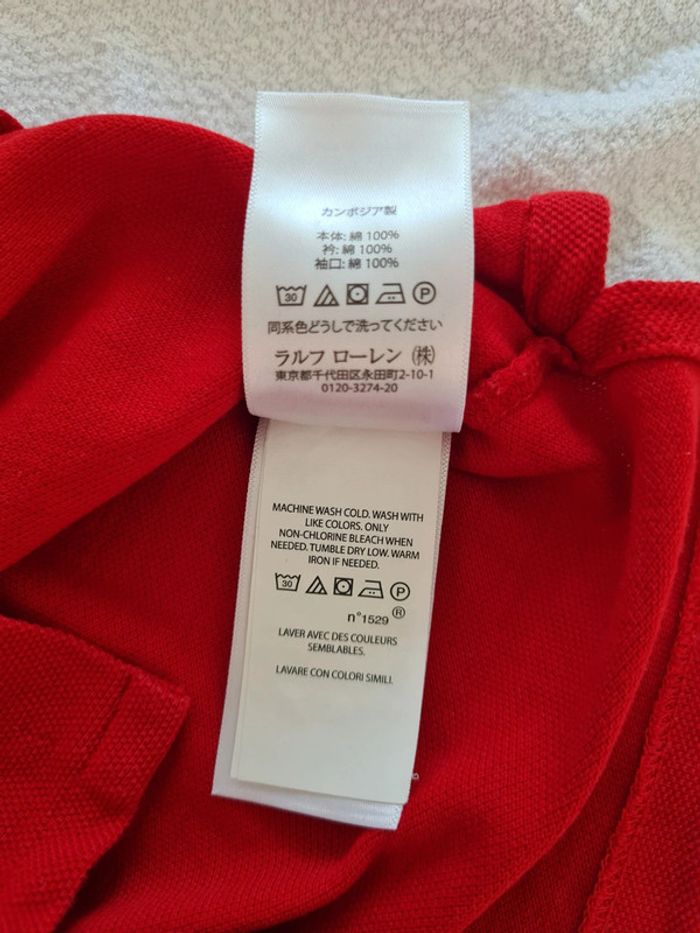 カンボジア製
本体: 綿 100%
衿: 綿 100%
袖口: 綿 100%
30 P
同系色どうしで洗ってください
ラルフ ローレン ㈱
東京都千代田区永田町2-10-1
0120-3274-20
MACHINE WASH COLD. WASH WITH
LIKE COLORS. ONLY
NON-CHLORINE BLEACH WHEN
NEEDED. TUMBLE DRY LOW. WARM
IRON IF NEEDED.
30 P
n°1529 ®
LAVER AVEC DES COULEURS
SEMBLABLES.
LAVARE CON COLORI SIMILI.